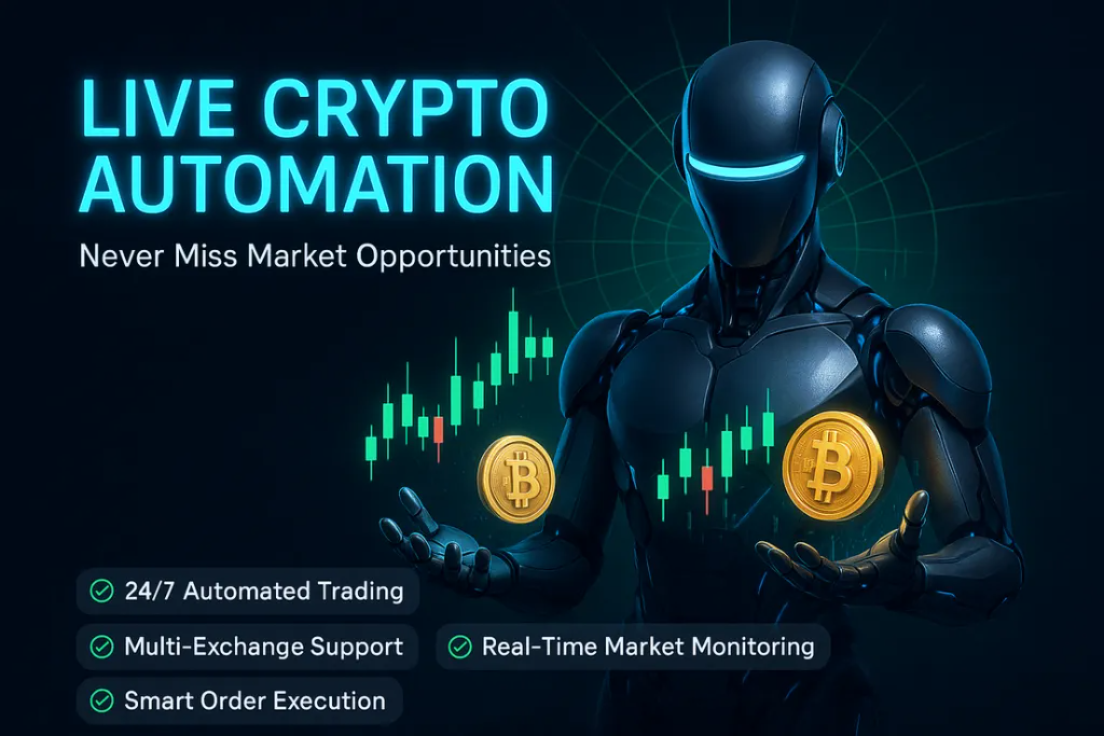 LIVE CRYPTO
AUTOMATION
Never Miss Market Opportunities
24/7 Automated Trading
Multi-Exchange Support
Real-Time Market Monitoring
Smart Order Execution